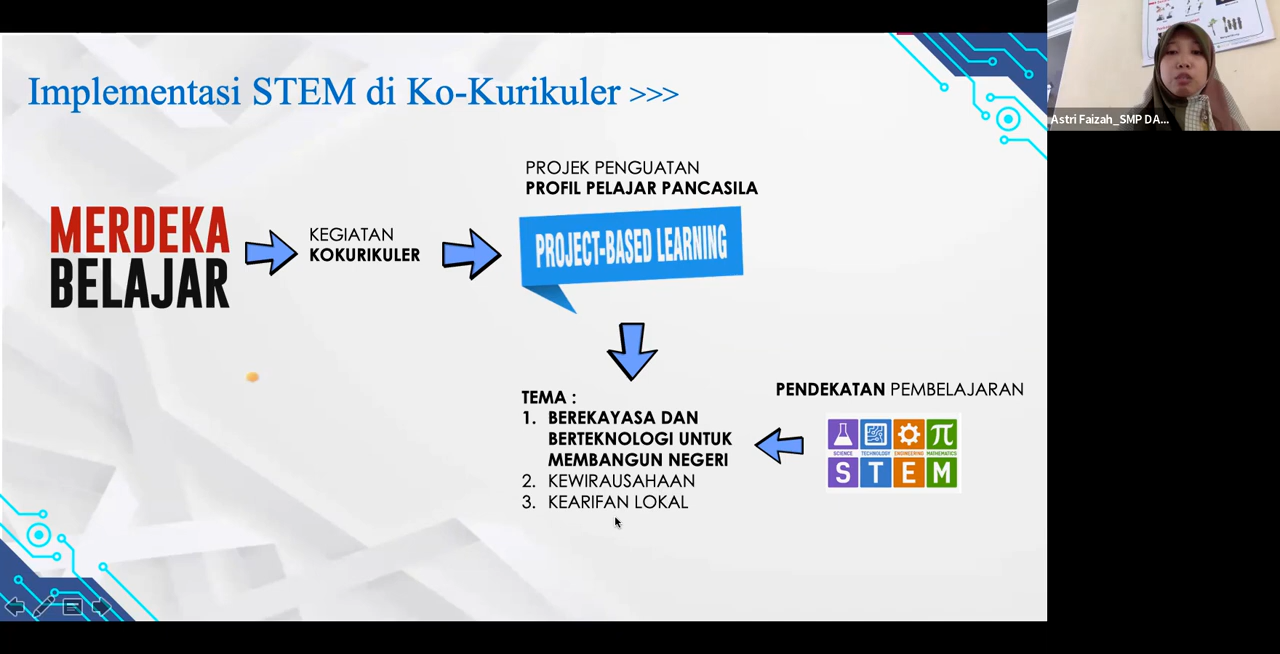 Implementasi STEM di Ko-Kurikuler >>>
Astri Faizah_SMP DA...
PROJEK PENGUATAN
PROFIL PELAJAR PANCASILA
MERDEKA
BELAJAR
KEGIATAN
KOKURIKULER
PROJECT-BASED LEARNING
TEMA :
1. BEREKAYASA DAN
BERTEKNOLOGI UNTUK
MEMBANGUN NEGERI
2. KEWIRAUSAHAAN
3. KEARIFAN LOKAL
PENDEKATAN PEMBELAJARAN
π
SCIENCE TECHNOLOGY ENGINEERING MATHEMATICS
S T E M